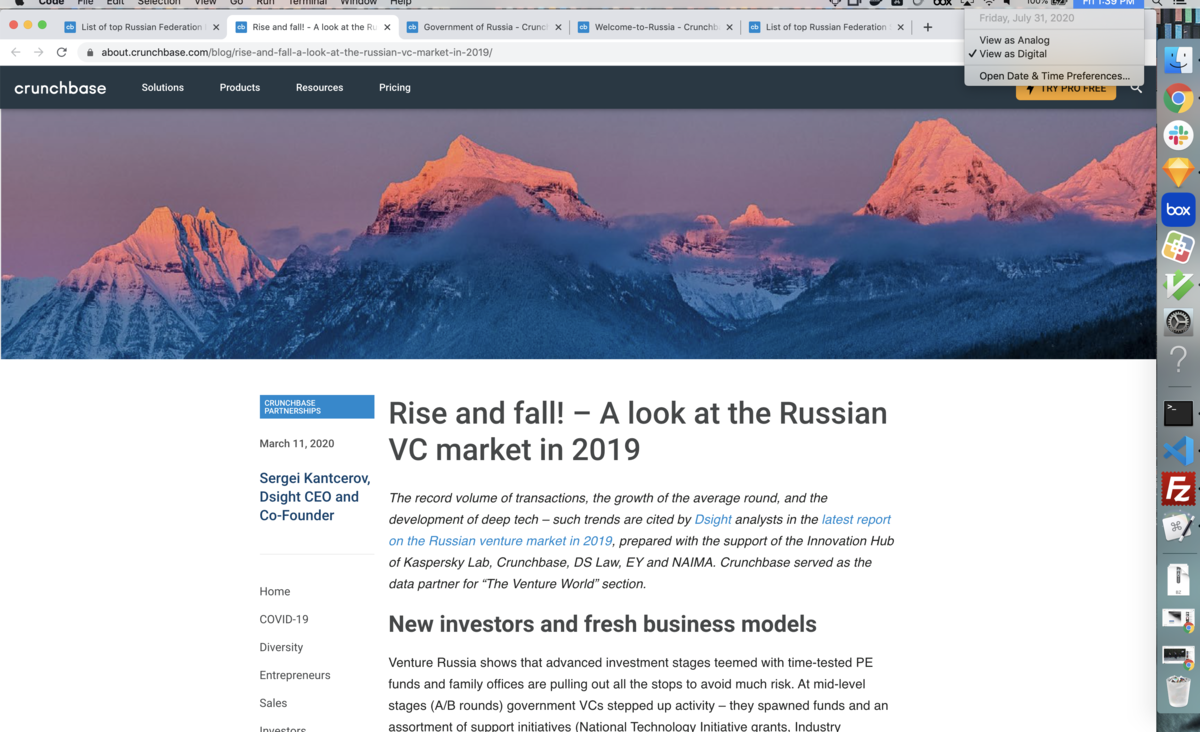 Code File Edit Selection View Go Run Terminal Window Help 100% Fri 1:39 PM
Friday, July 31, 2020
View as Analog
✓ View as Digital
Open Date & Time Preferences...
cb List of top Russian Federation
cb Rise and fall! – A look at the Ru
cb Government of Russia - Crunch
cb Welcome-to-Russia - Crunchb
cb List of top Russian Federation
about.crunchbase.com/blog/rise-and-fall-a-look-at-the-russian-vc-market-in-2019/
crunchbase Solutions Products Resources Pricing TRY PRO FREE
box
Fz
CRUNCHBASE
PARTNERSHIPS
March 11, 2020
Sergei Kantcerov,
Dsight CEO and
Co-Founder
Home
COVID-19
Diversity
Entrepreneurs
Sales
Investors
Rise and fall! – A look at the Russian
VC market in 2019
The record volume of transactions, the growth of the average round, and the
development of deep tech – such trends are cited by Dsight analysts in the latest report
on the Russian venture market in 2019, prepared with the support of the Innovation Hub
of Kaspersky Lab, Crunchbase, DS Law, EY and NAIMA. Crunchbase served as the
data partner for “The Venture World” section.
New investors and fresh business models
Venture Russia shows that advanced investment stages teemed with time-tested PE
funds and family offices are pulling out all the stops to avoid much risk. At mid-level
stages (A/B rounds) government VCs stepped up activity – they spawned funds and an
assortment of support initiatives (National Technology Initiative grants, Industry